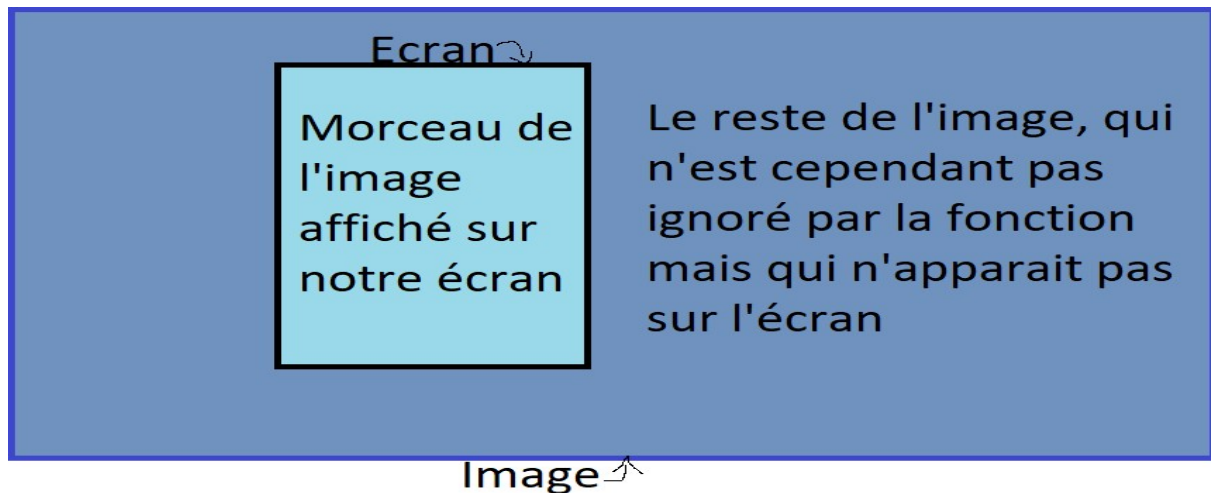 Ecran
Morceau de
l'image
affiché sur
notre écran
Le reste de l'image, qui
n'est cependant pas
ignoré par la fonction
mais qui n'apparait pas
sur l'écran
Image